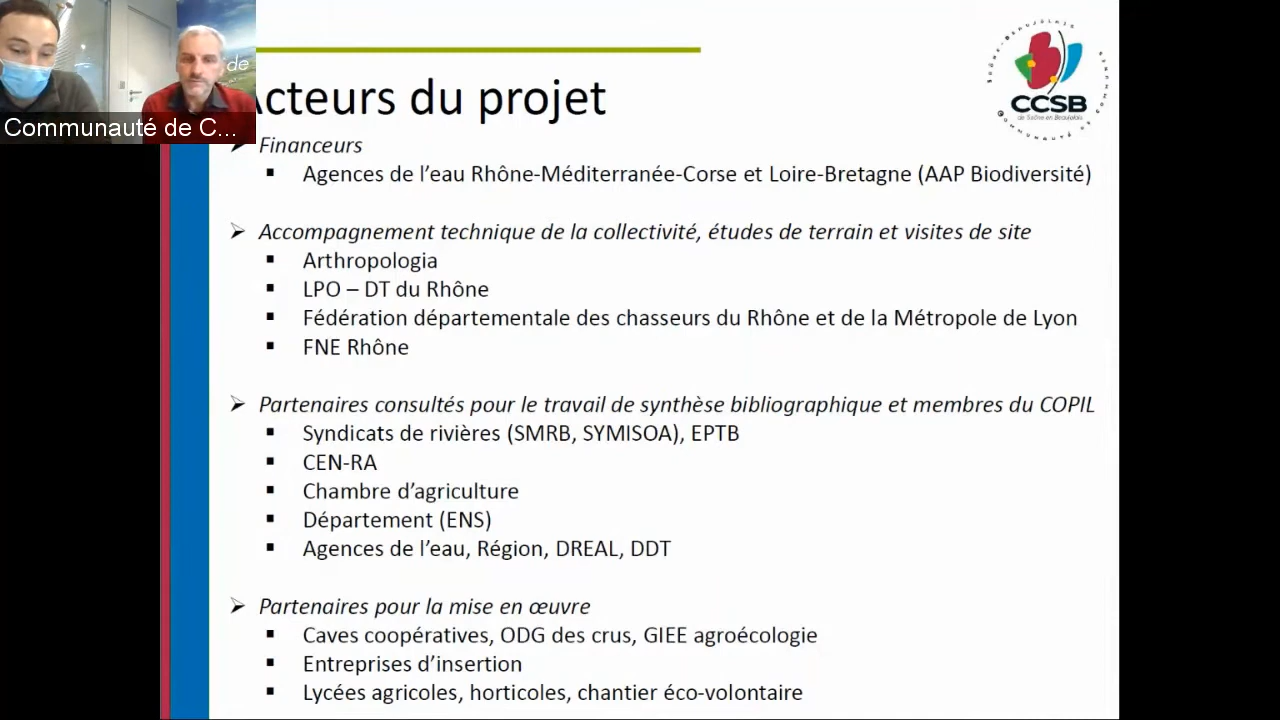 de
Communauté de C...
Acteurs du projet
CCSB
de Saône en Beaujolais
Financeurs
Agences de l'eau Rhône-Méditerranée-Corse et Loire-Bretagne (AAP Biodiversité)
Accompagnement technique de la collectivité, études de terrain et visites de site
Arthropologia
LPO – DT du Rhône
Fédération départementale des chasseurs du Rhône et de la Métropole de Lyon
FNE Rhône
Partenaires consultés pour le travail de synthèse bibliographique et membres du COPIL
Syndicats de rivières (SMRB, SYMISOA), EPTB
CEN-RA
Chambre d'agriculture
Département (ENS)
Agences de l'eau, Région, DREAL, DDT
Partenaires pour la mise en œuvre
Caves coopératives, ODG des crus, GIEE agroécologie
Entreprises d'insertion
Lycées agricoles, horticoles, chantier éco-volontaire